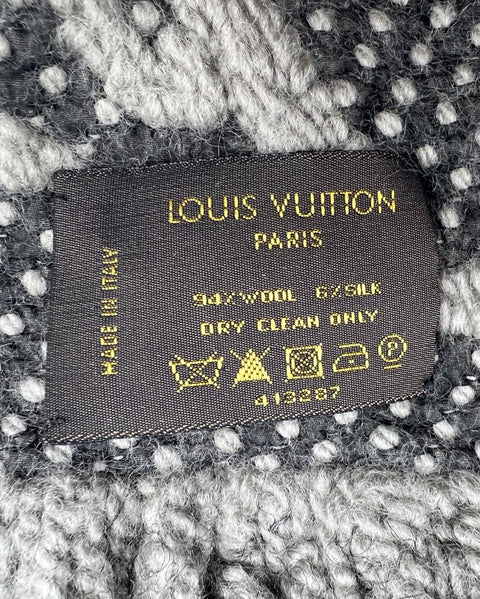 LOUIS VUITTON
PARIS
MADE IN ITALY
94%WOOL 6%SILK
DRY CLEAN ONLY
P
413287